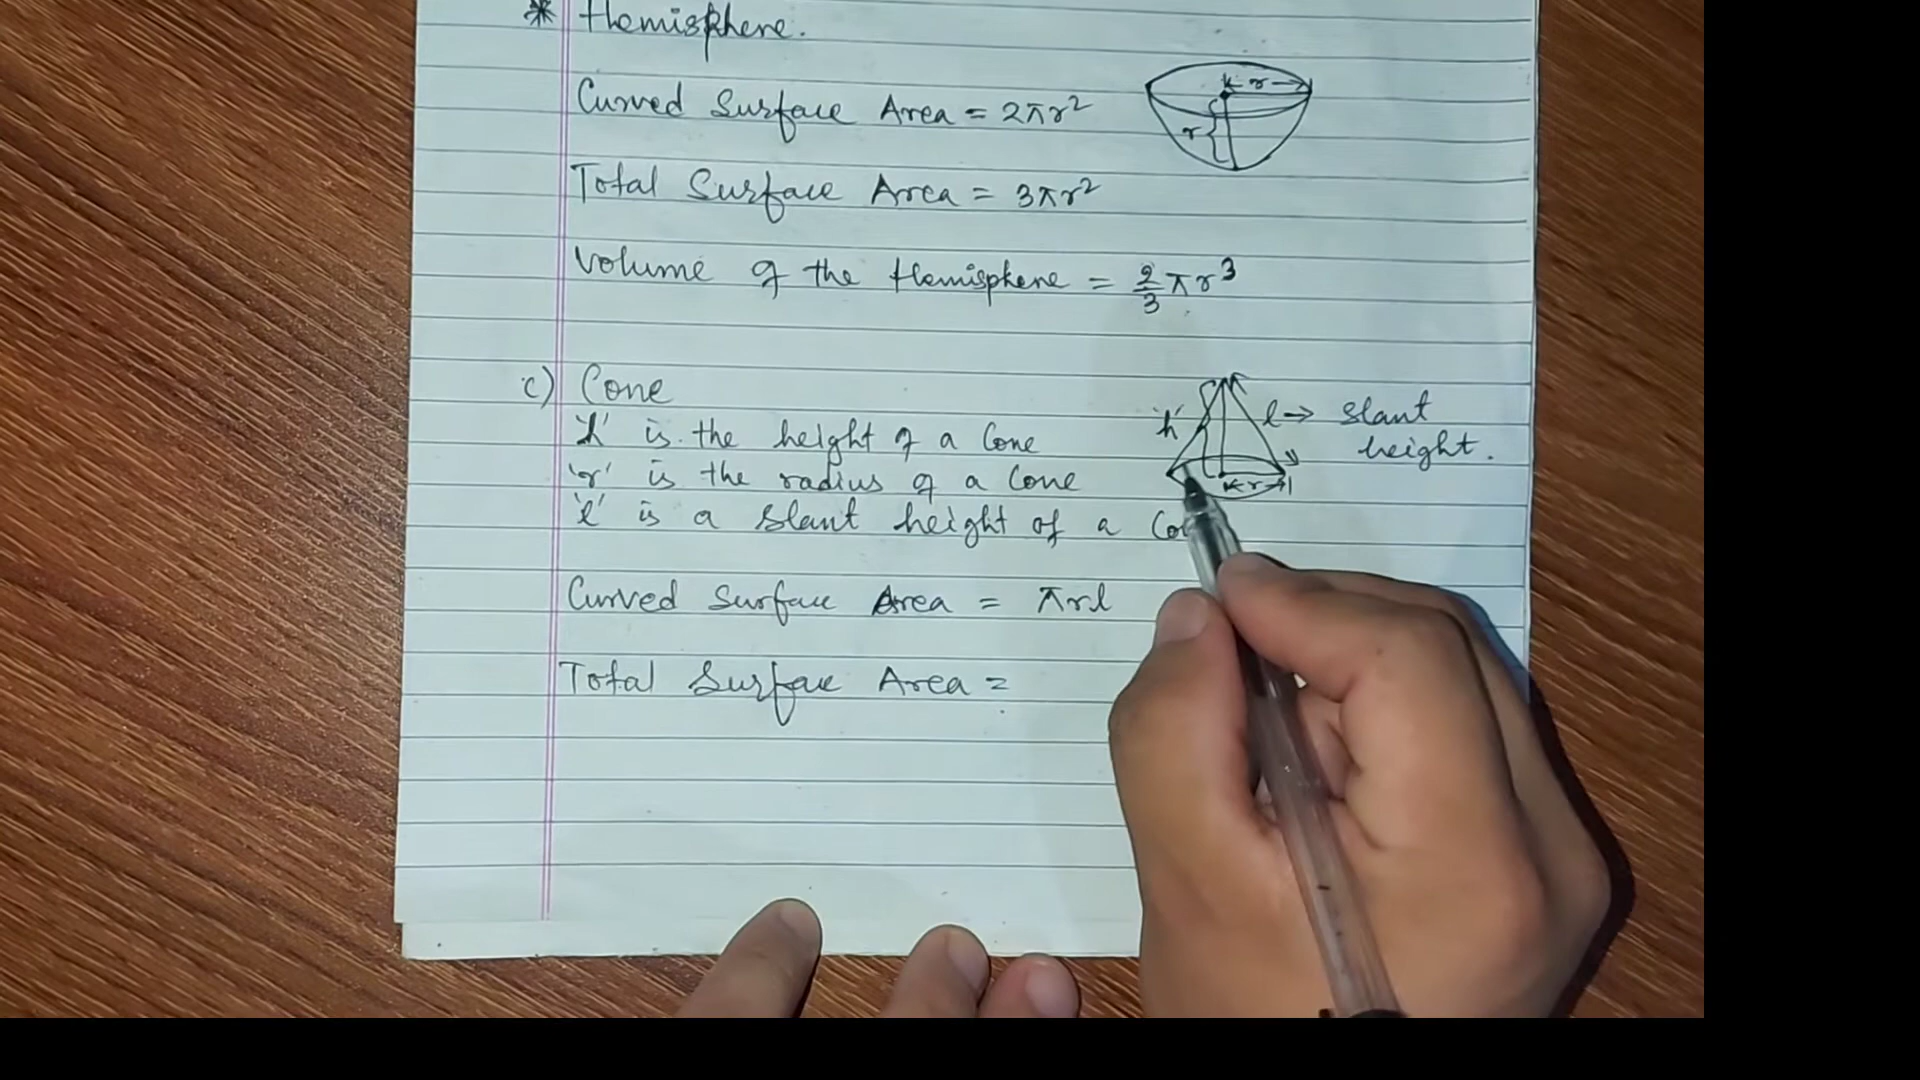 * Hemisphere.
Curved Surface Area = 2πr²
r
r
Total Surface Area = 3πr²
Volume of the Hemisphere = 2/3 πr³
c) Cone
'h' is the height of a Cone
'h' l → slant
height.
'r' is the radius of a Cone
r
'l' is a slant height of a
Curved Surface Area = πrl
Total Surface Area =